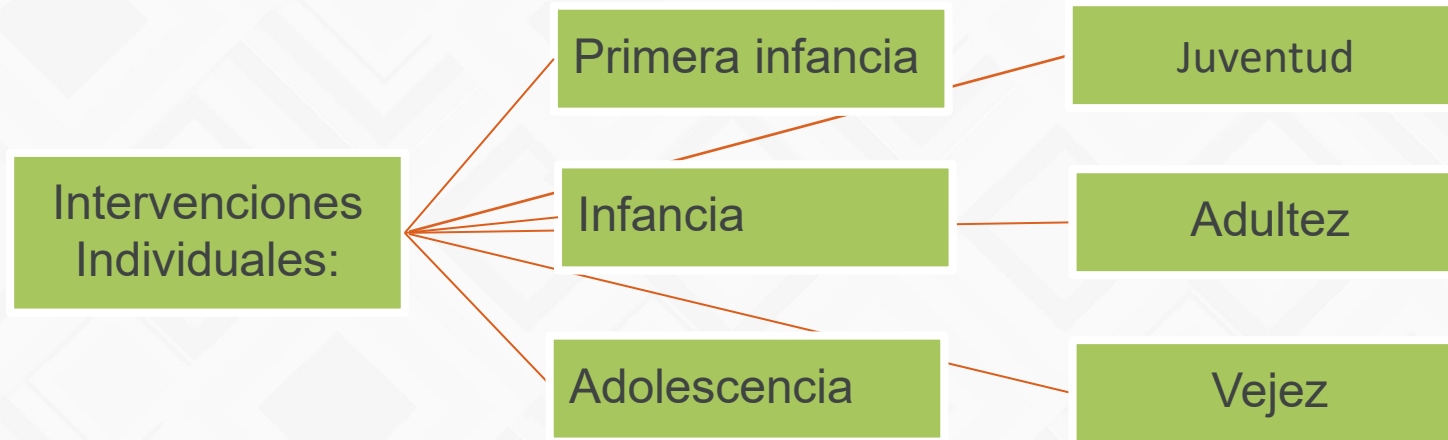 Intervenciones
Individuales:
Primera infancia
Infancia
Adolescencia
Juventud
Adultez
Vejez